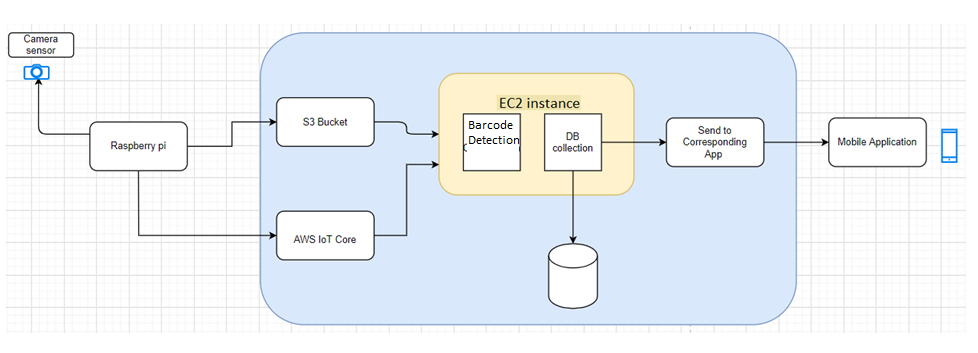 Camera
sensor
Raspberry pi
S3 Bucket
AWS IoT Core
EC2 instance
Barcode
Detection
DB
collection
Send to
Corresponding
App
Mobile Application